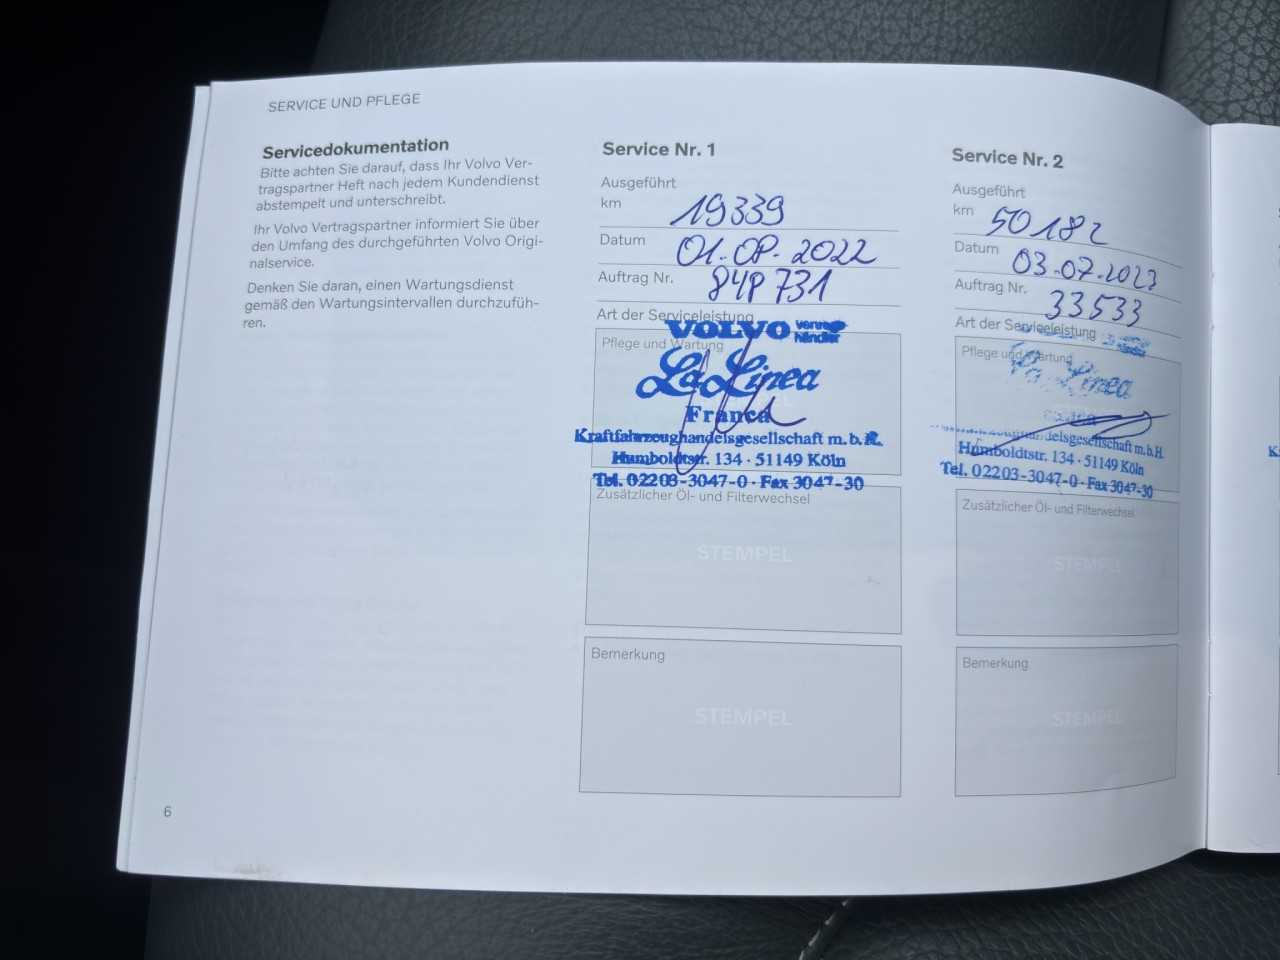 SERVICE UND PFLEGE
Servicedokumentation
Bitte achten Sie darauf, dass Ihr Volvo Ver-
tragspartner Heft nach jedem Kundendienst
abstempelt und unterschreibt.
Ihr Volvo Vertragspartner informiert Sie über
den Umfang des durchgeführten Volvo Origi-
nalservice.
Denken Sie daran, einen Wartungsdienst
gemäß den Wartungsintervallen durchzufüh-
ren.
6
Service Nr. 1
Ausgeführt
km 19339
Datum 01.08.2022
Auftrag Nr. 848731
Art der Serviceleistung
VOLVO
händler
Pflege und Wartung
La Linea
Franca
Kraftfahrzeughandelsgesellschaft m.b.H.
Humboldtstr. 134 · 51149 Köln
Tel. 02203-3047-0 · Fax 3047-30
Zusätzlicher Öl- und Filterwechsel
STEMPEL
Bemerkung
STEMPEL
Service Nr. 2
Ausgeführt
km 50182
Datum 03.07.2023
Auftrag Nr. 33533
Art der Serviceleistung
händler
Pflege und Wartung
La Linea
delsgesellschaft m.b.H.
Humboldtstr. 134 · 51149 Köln
Tel. 02203-3047-0 · Fax 3047-30
Zusätzlicher Öl- und Filterwechsel
STEMPEL
Bemerkung
STEMPEL